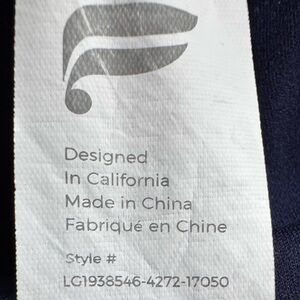 Designed
In California
Made in China
Fabriqué en Chine
Style #
LG1938546-4272-17050